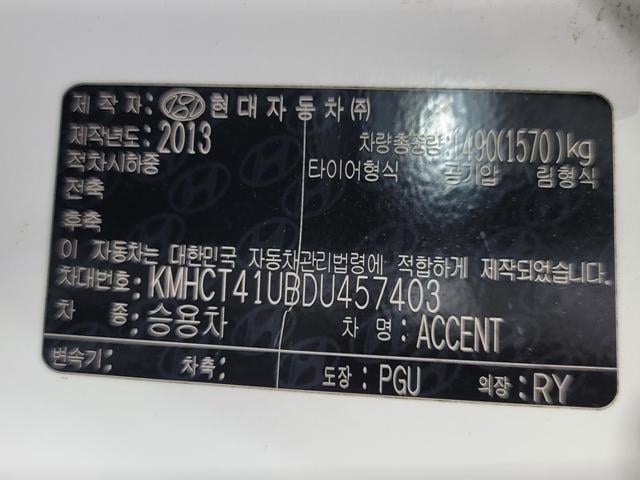 제 작 자: 현대자동차(주)
제작년도: 2013 차량총중량: 1490(1570)kg
적차시하중 타이어형식 공기압 림형식
전축
후축
이 자동차는 대한민국 자동차관리법령에 적합하게 제작되었습니다.
차대번호: KMHCT41UBDU457403
차 종: 승용차 차 명: ACCENT
변속기: 차축: 도장: PGU 의장: RY